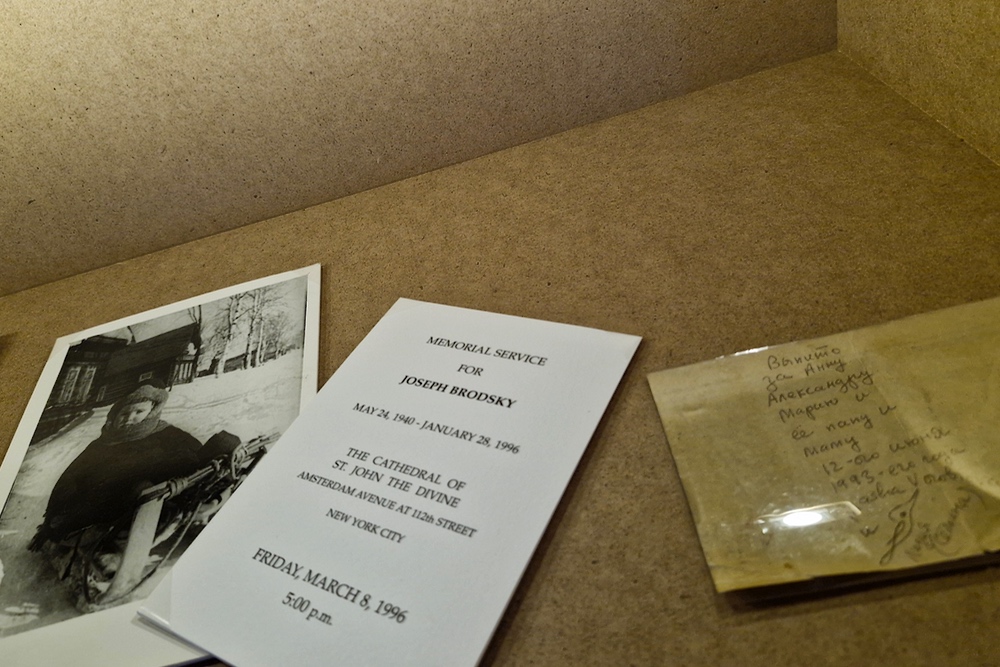 MEMORIAL SERVICE
FOR
JOSEPH BRODSKY
MAY 24, 1940 - JANUARY 28, 1996
THE CATHEDRAL OF
ST. JOHN THE DIVINE
AMSTERDAM AVENUE AT 112th STREET
NEW YORK CITY
FRIDAY, MARCH 8, 1996
5:00 p.m.
Выпито
за Анну
Александру
Марию и
её папу и
маму
12-ого июня
1993-его года